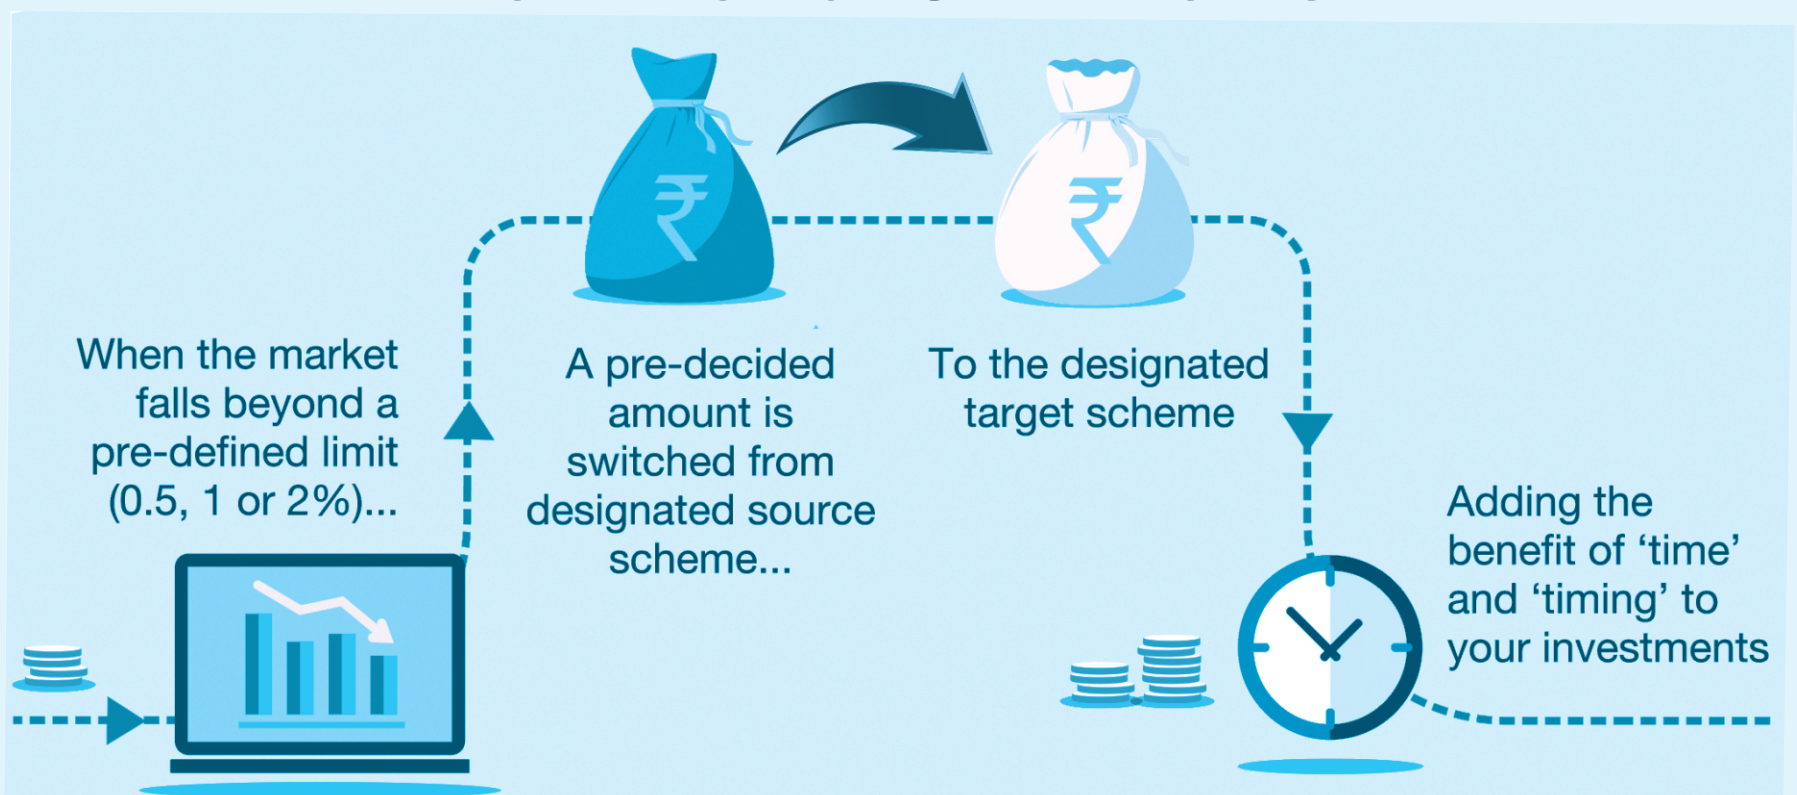 When the market
falls beyond a
pre-defined limit
(0.5, 1 or 2%)...
A pre-decided
amount is
switched from
designated source
scheme...
To the designated
target scheme
Adding the
benefit of ‘time’
and ‘timing’ to
your investments
₹
₹